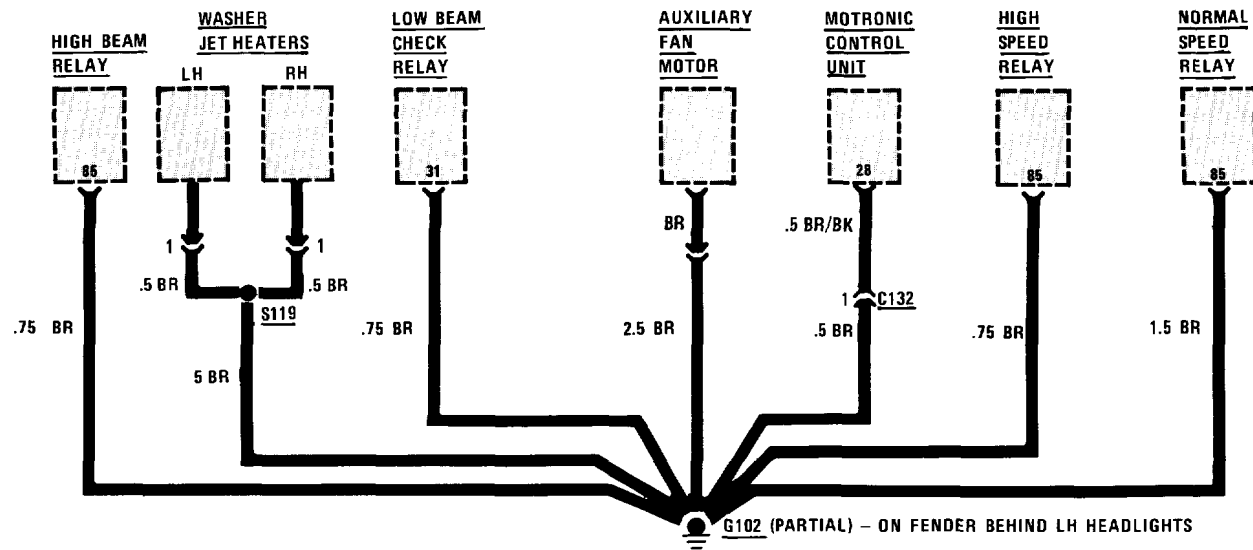 HIGH BEAM
RELAY
WASHER
JET HEATERS
LH
RH
LOW BEAM
CHECK
RELAY
AUXILIARY
FAN
MOTOR
MOTRONIC
CONTROL
UNIT
HIGH
SPEED
RELAY
NORMAL
SPEED
RELAY
85
31
28
85
85
BR
.5 BR/BK
1
1
.5 BR
.5 BR
S119
1
C132
.75 BR
.75 BR
2.5 BR
.5 BR
.75 BR
1.5 BR
5 BR
G102 (PARTIAL) – ON FENDER BEHIND LH HEADLIGHTS